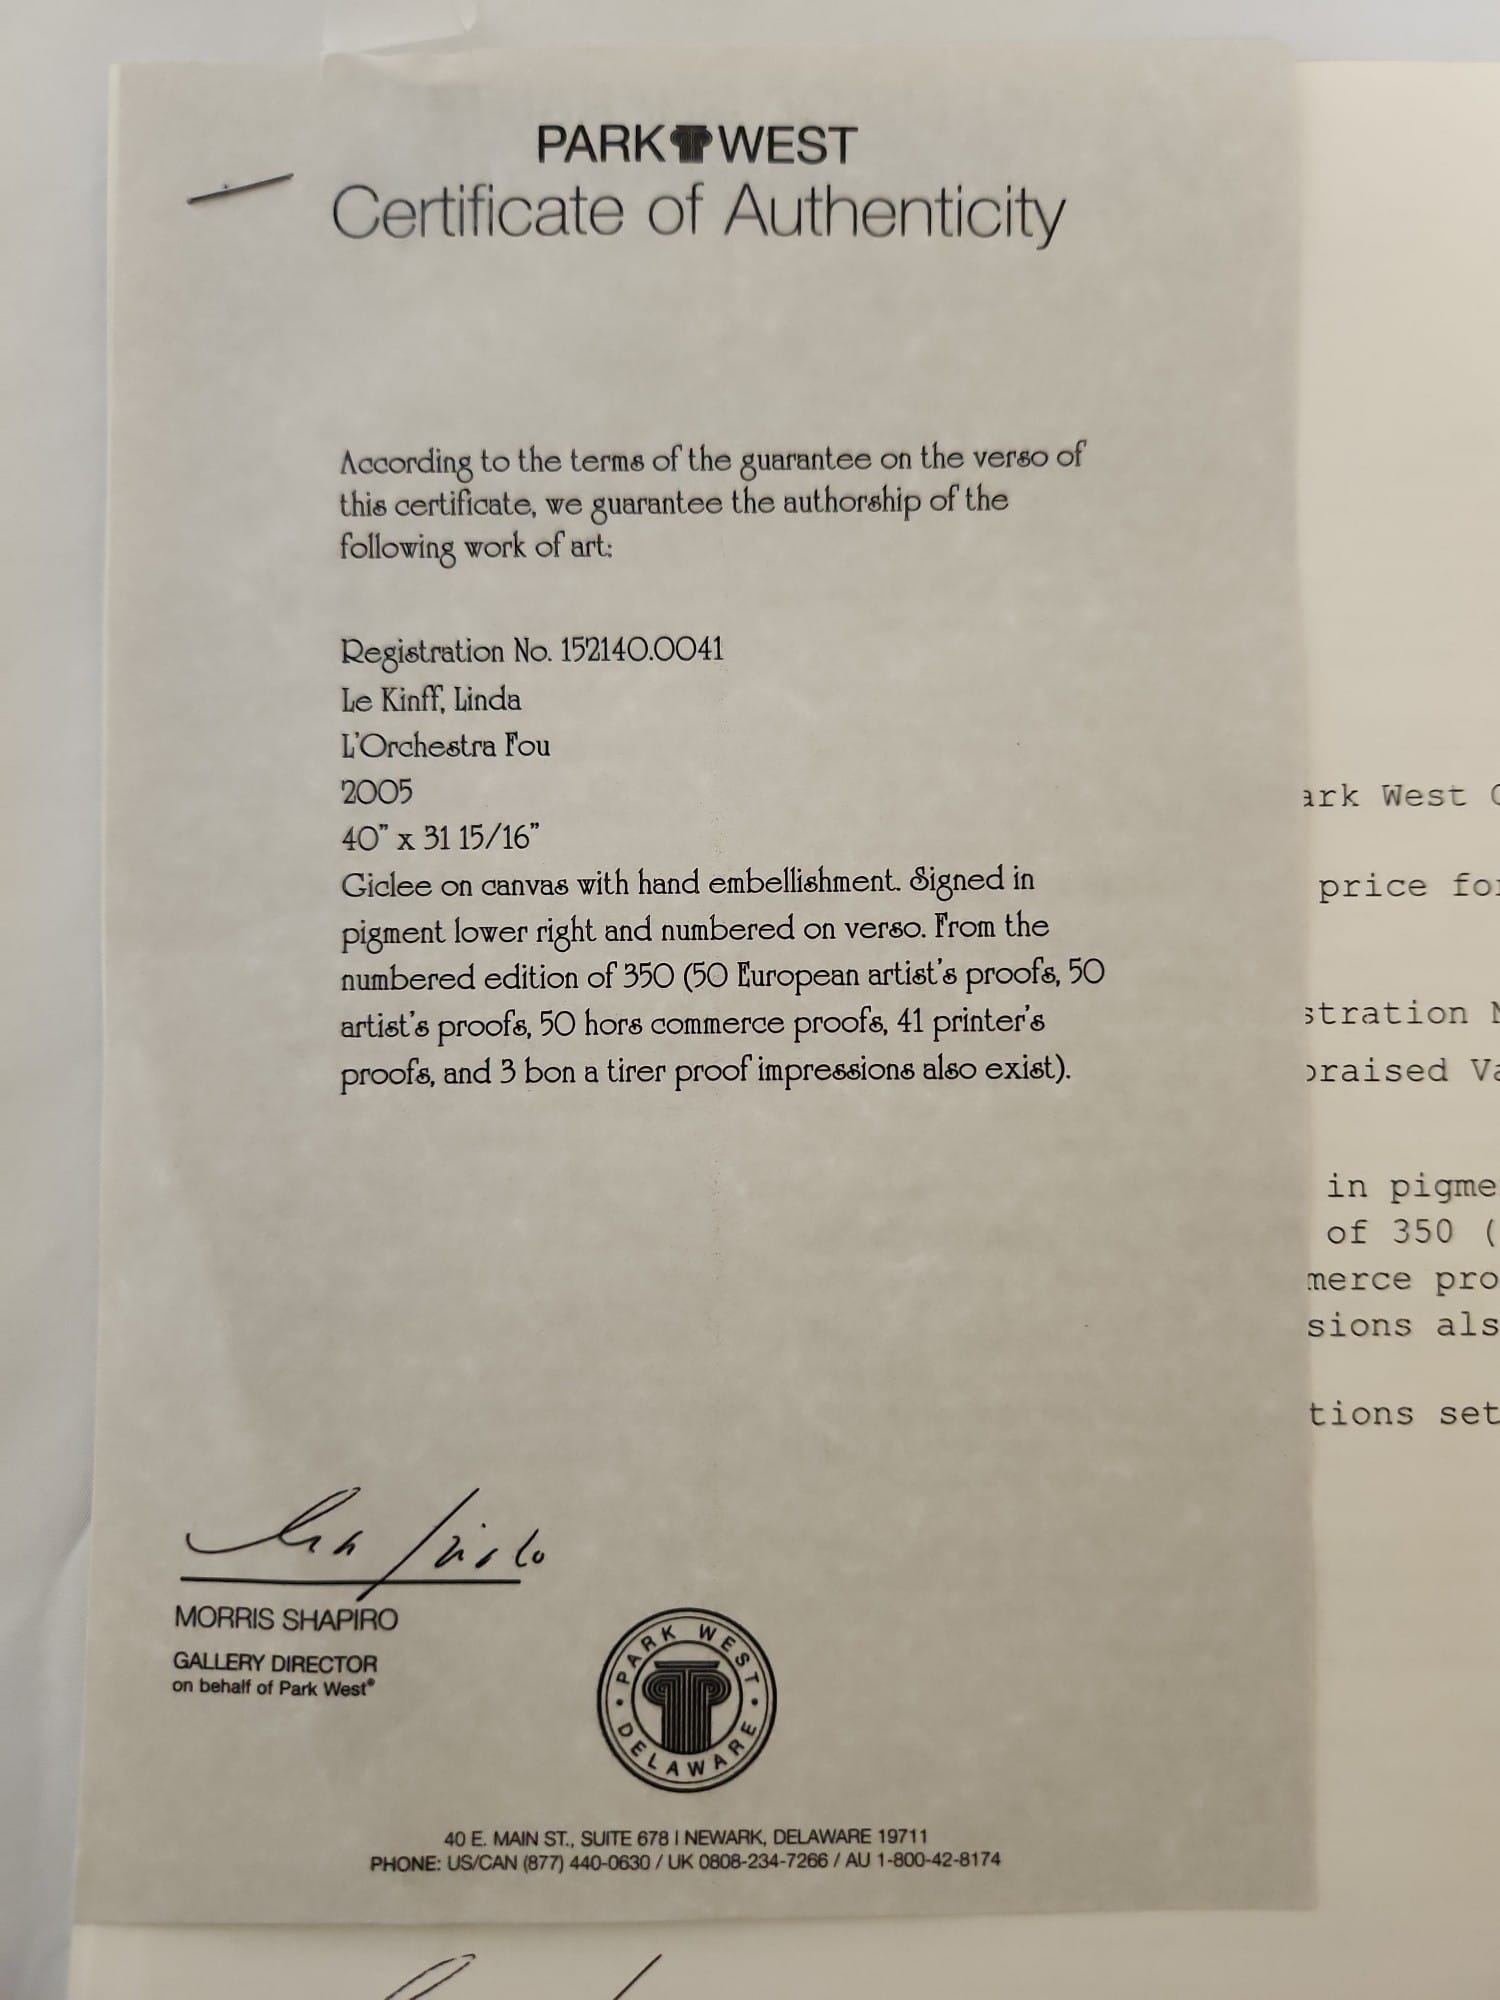 PARK WEST
Certificate of Authenticity
According to the terms of the guarantee on the verso of
this certificate, we guarantee the authorship of the
following work of art:
Registration No. 152140.0041
Le Kinff, Linda
L'Orchestra Fou
2005
40" x 31 15/16"
Giclee on canvas with hand embellishment. Signed in
pigment lower right and numbered on verso. From the
numbered edition of 350 (50 European artist's proofs, 50
artist's proofs, 50 hors commerce proofs, 41 printer's
proofs, and 3 bon a tirer proof impressions also exist).
MORRIS SHAPIRO
GALLERY DIRECTOR
on behalf of Park West®
PARK WEST
DELAWARE
40 E. MAIN ST., SUITE 678 | NEWARK, DELAWARE 19711
PHONE: US/CAN (877) 440-0630 / UK 0808-234-7266 / AU 1-800-42-8174
ark West
price for
stration
praised Va
in pigme
of 350 (
merce pro
sions als
tions set